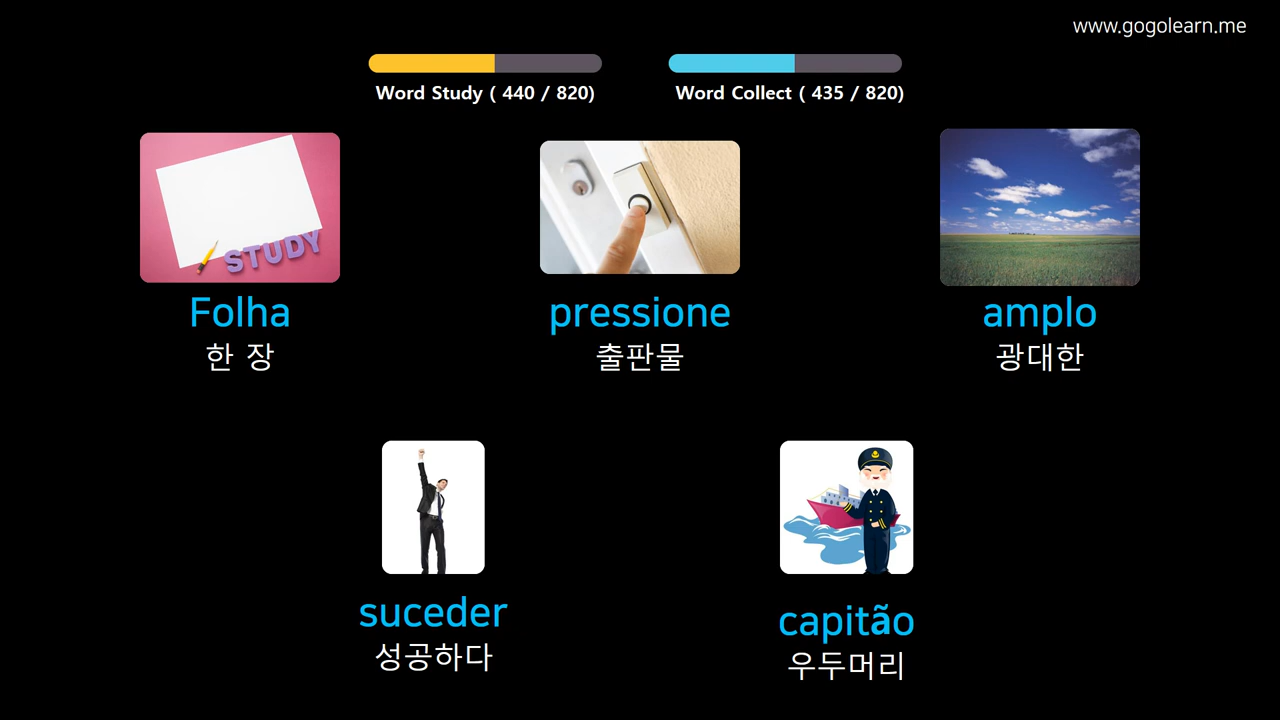 www.gogolearn.me
Word Study ( 440 / 820)
Word Collect ( 435 / 820)
STUDY
Folha
한 장
pressione
출판물
amplo
광대한
suceder
성공하다
capitão
우두머리